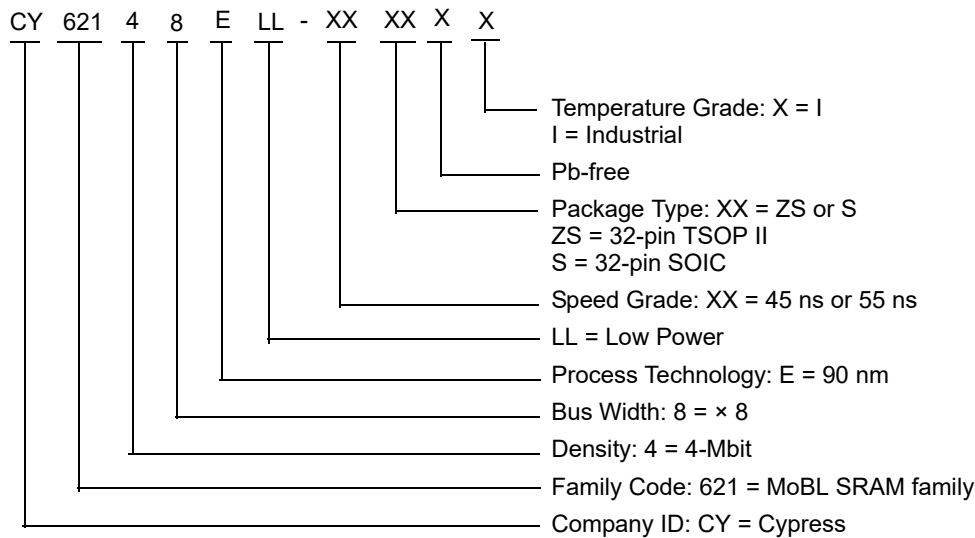 CY 621 4 8 E LL - XX XX X X
Temperature Grade: X = I
I = Industrial
Pb-free
Package Type: XX = ZS or S
ZS = 32-pin TSOP II
S = 32-pin SOIC
Speed Grade: XX = 45 ns or 55 ns
LL = Low Power
Process Technology: E = 90 nm
Bus Width: 8 = × 8
Density: 4 = 4-Mbit
Family Code: 621 = MoBL SRAM family
Company ID: CY = Cypress